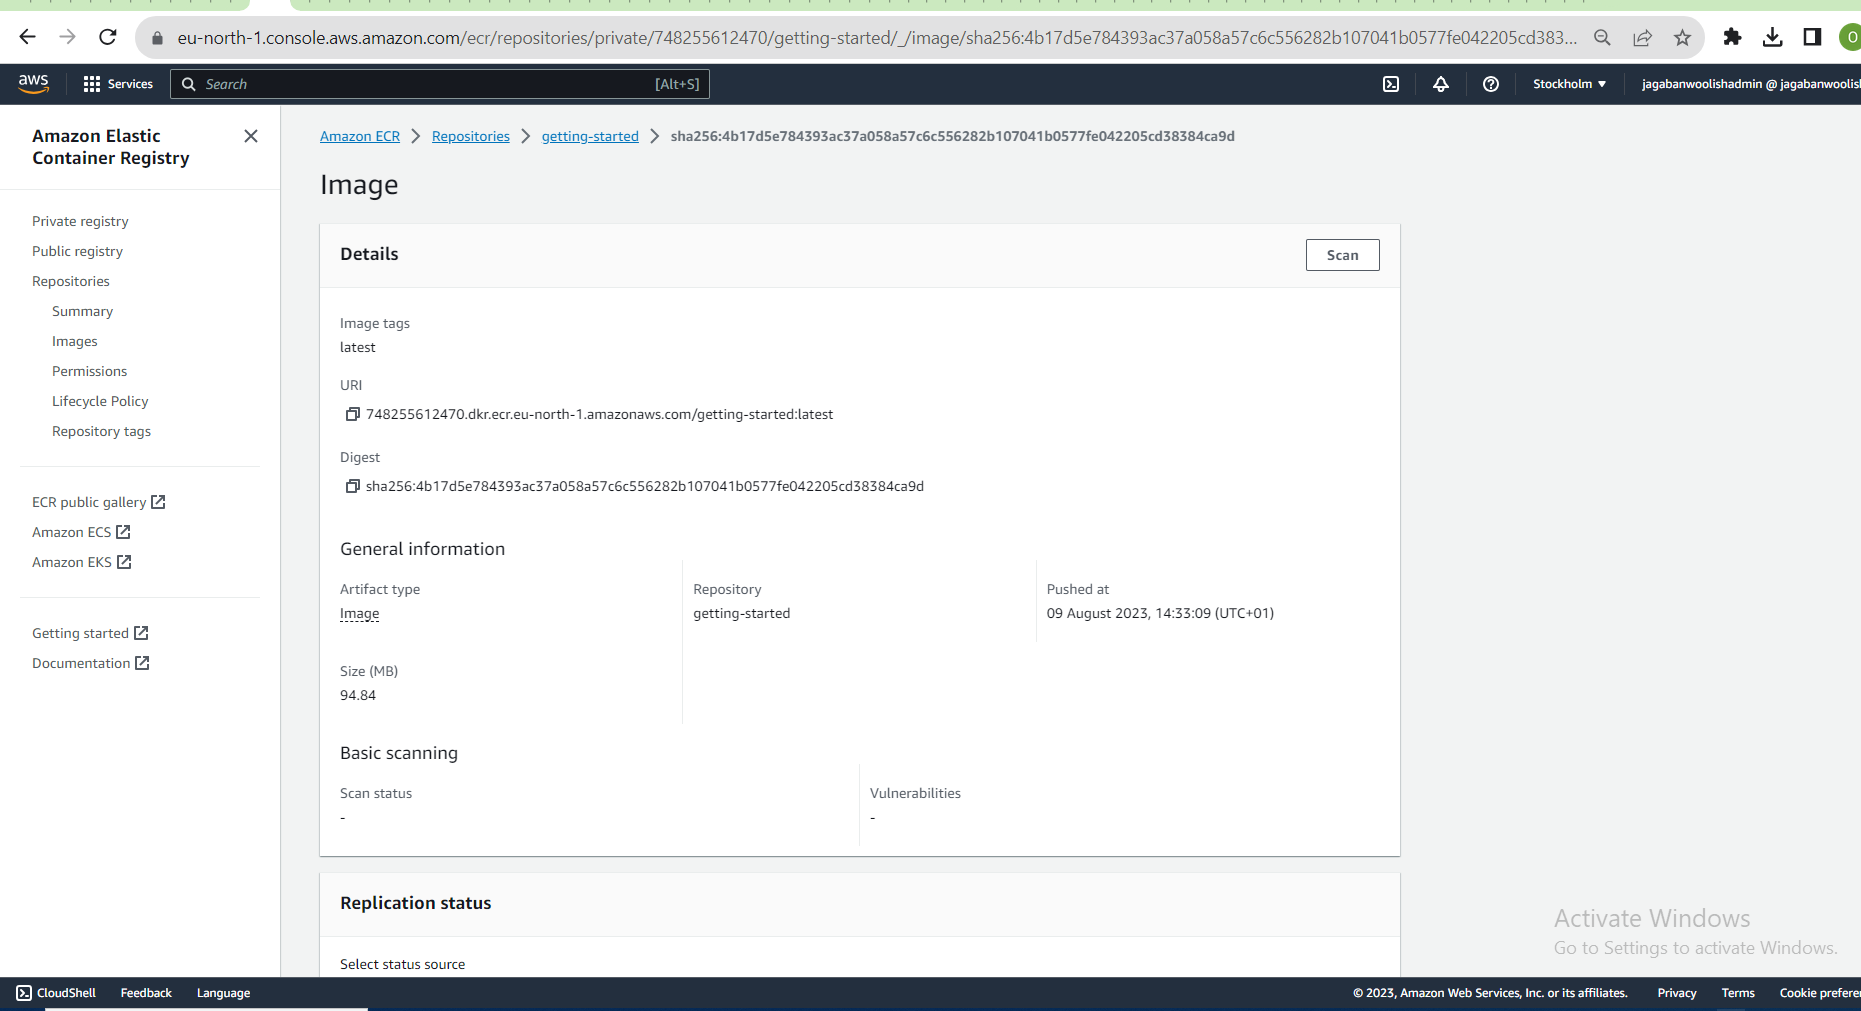 eu-north-1.console.aws.amazon.com/ecr/repositories/private/748255612470/getting-started/_/image/sha256:4b17d5e784393ac37a058a57c6c556282b107041b0577fe042205cd383...
O
aws
Services
Search
[Alt+S]
Stockholm
jagabanwoolishadmin @ jagabanwoolis
Amazon Elastic
Container Registry
Private registry
Public registry
Repositories
Summary
Images
Permissions
Lifecycle Policy
Repository tags
ECR public gallery
Amazon ECS
Amazon EKS
Getting started
Documentation
Amazon ECR > Repositories > getting-started > sha256:4b17d5e784393ac37a058a57c6c556282b107041b0577fe042205cd38384ca9d
Image
Details
Scan
Image tags
latest
URI
748255612470.dkr.ecr.eu-north-1.amazonaws.com/getting-started:latest
Digest
sha256:4b17d5e784393ac37a058a57c6c556282b107041b0577fe042205cd38384ca9d
General information
Artifact type
Image
Repository
getting-started
Pushed at
09 August 2023, 14:33:09 (UTC+01)
Size (MB)
94.84
Basic scanning
Scan status
-
Vulnerabilities
-
Replication status
Select status source
Activate Windows
Go to Settings to activate Windows.
CloudShell
Feedback
Language
© 2023, Amazon Web Services, Inc. or its affiliates.
Privacy
Terms
Cookie prefere